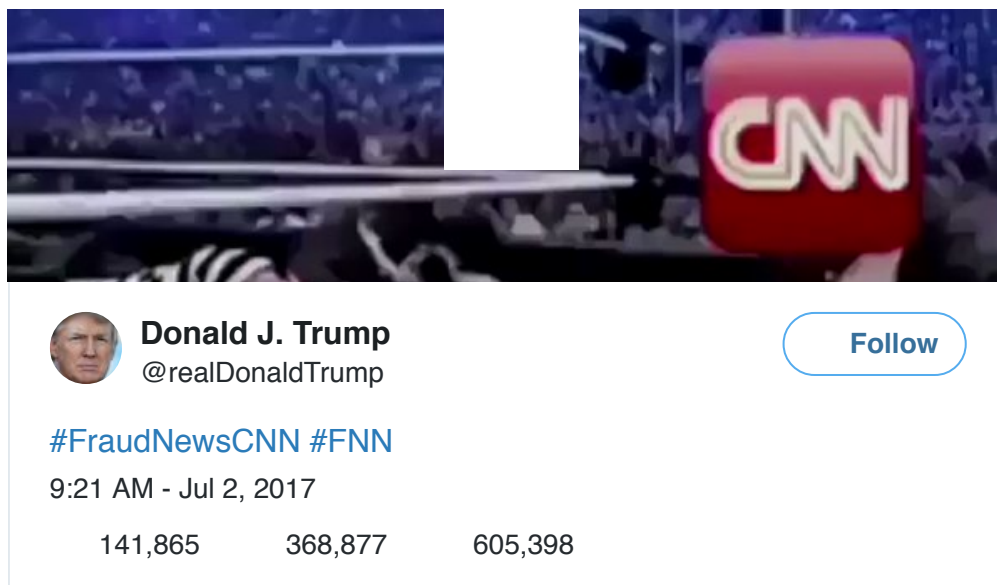 CNN
Donald J. Trump
Follow
@realDonaldTrump
#FraudNewsCNN #FNN
9:21 AM - Jul 2, 2017
141,865 368,877 605,398